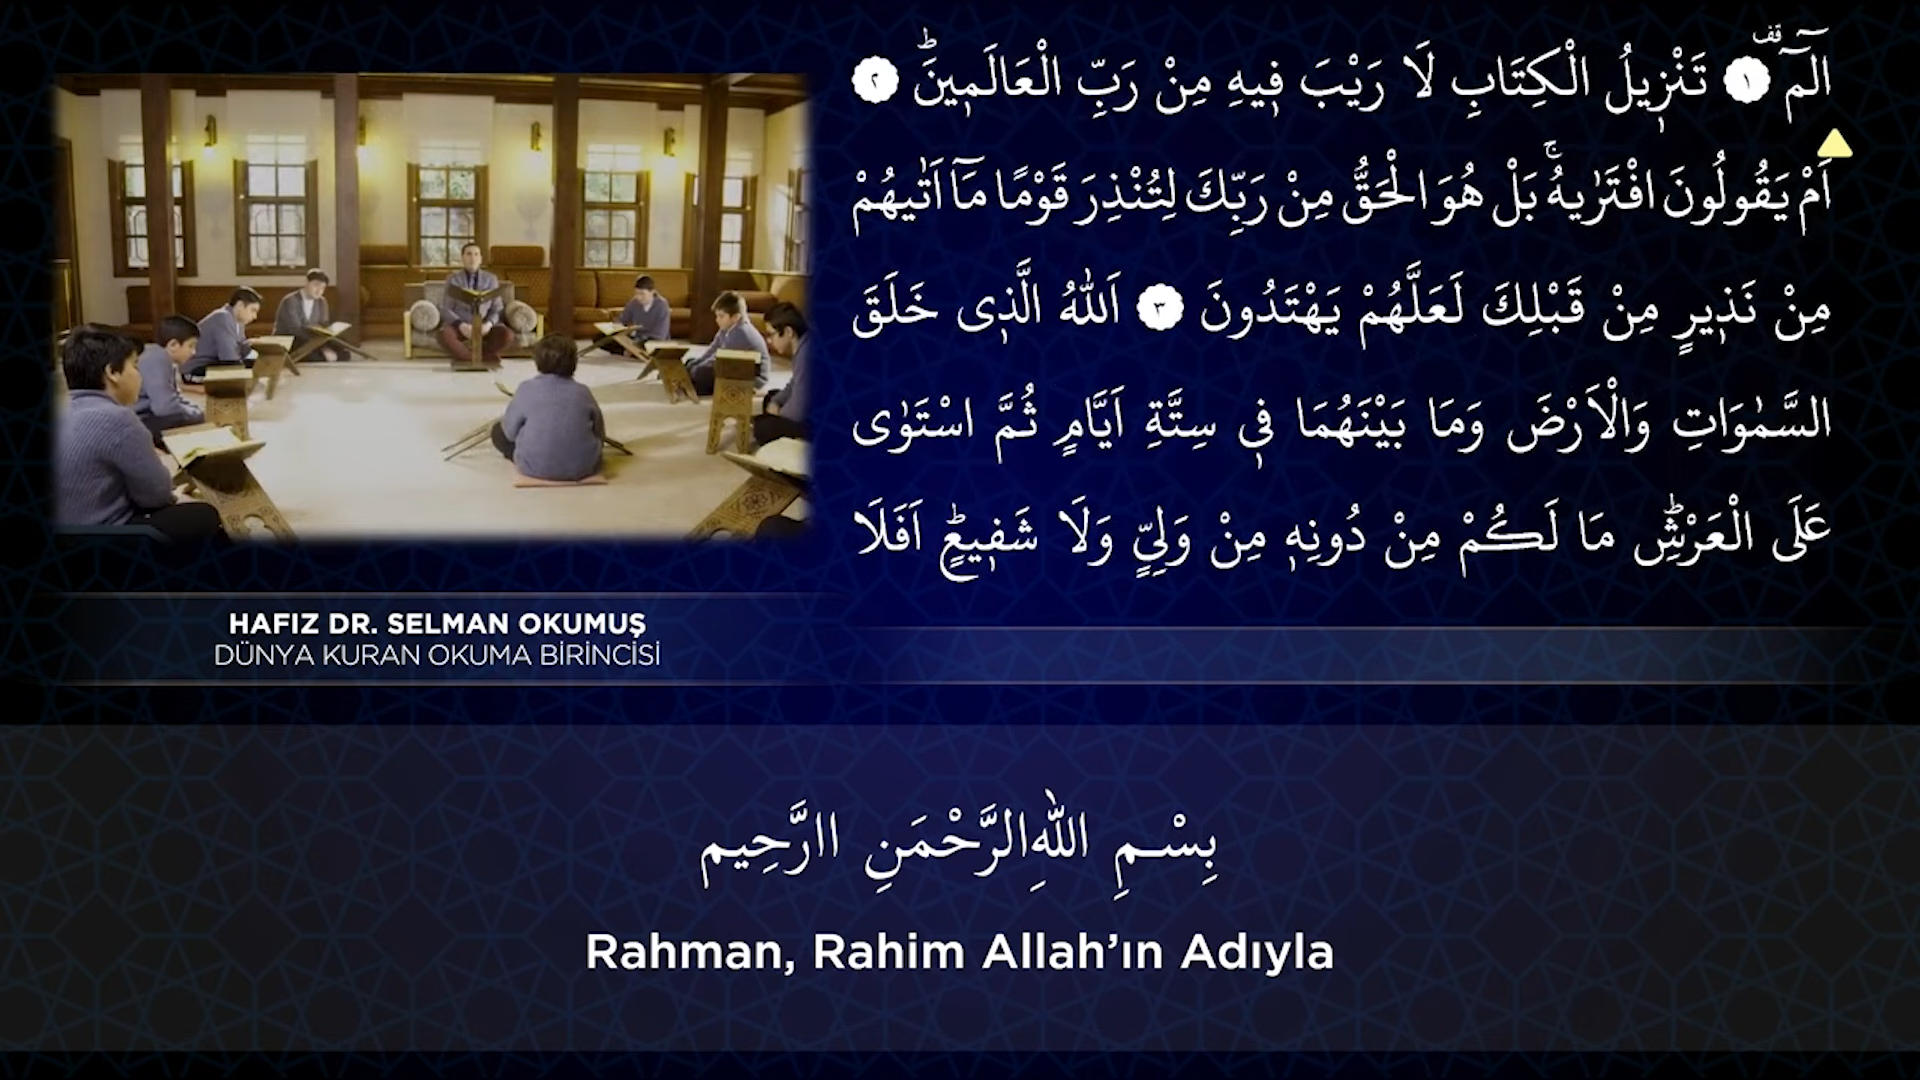 الٓمٓ ۚ ﴿١﴾ تَنْز۪يلُ الْكِتَابِ لَا رَيْبَ ف۪يهِ مِنْ رَبِّ الْعَالَم۪ينَۜ ﴿٢﴾
اَمْ يَقُولُونَ افْتَرٰيهُۚ بَلْ هُوَ الْحَقُّ مِنْ رَبِّكَ لِتُنْذِرَ قَوْمًا مَٓا اَتٰيهُمْ
مِنْ نَذ۪يرٍ مِنْ قَبْلِكَ لَعَلَّهُمْ يَهْتَدُونَ ﴿٣﴾ اَللّٰهُ الَّذ۪ى خَلَقَ
السَّمٰوَاتِ وَالْاَرْضَ وَمَا بَيْنَهُمَا ف۪ى سِتَّةِ اَيَّامٍ ثُمَّ اسْتَوٰى
عَلَى الْعَرْشِۜ مَا لَكُمْ مِنْ دُونِه۪ مِنْ وَلِيٍّ وَلَا شَف۪يعٍۜ اَفَلَا
HAFIZ DR. SELMAN OKUMUŞ
DÜNYA KURAN OKUMA BİRİNCİSİ
بِسْمِ اللّٰهِالرَّحْمَنِ اارَّحِيم
Rahman, Rahim Allah’ın Adıyla